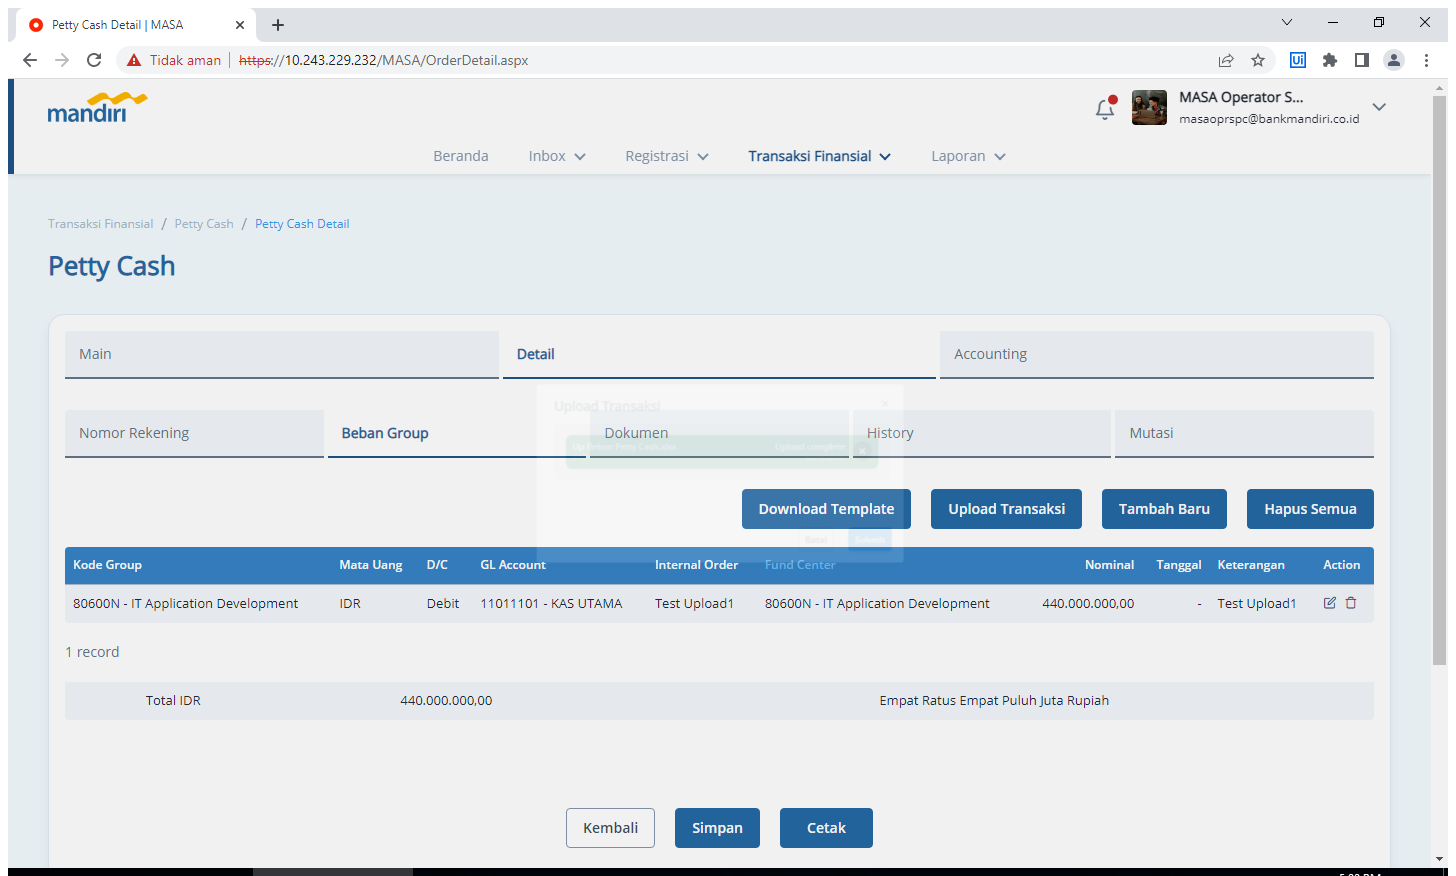 Petty Cash Detail | MASA
Tidak aman https://10.243.229.232/MASA/OrderDetail.aspx
Ui
mandiri
MASA Operator S...
masaoprspc@bankmandiri.co.id
Beranda Inbox Registrasi Transaksi Finansial Laporan
Transaksi Finansial / Petty Cash / Petty Cash Detail
Petty Cash
Main Detail Accounting
Upload Transaksi
Nomor Rekening Beban Group Dokumen History Mutasi
Upload complete
Download Template Upload Transaksi Tambah Baru Hapus Semua
Batal Submit
Kode Group Mata Uang D/C GL Account Internal Order Fund Center Nominal Tanggal Keterangan Action
80600N - IT Application Development IDR Debit 11011101 - KAS UTAMA Test Upload1 80600N - IT Application Development 440.000.000,00 - Test Upload1
1 record
Total IDR 440.000.000,00 Empat Ratus Empat Puluh Juta Rupiah
Kembali Simpan Cetak